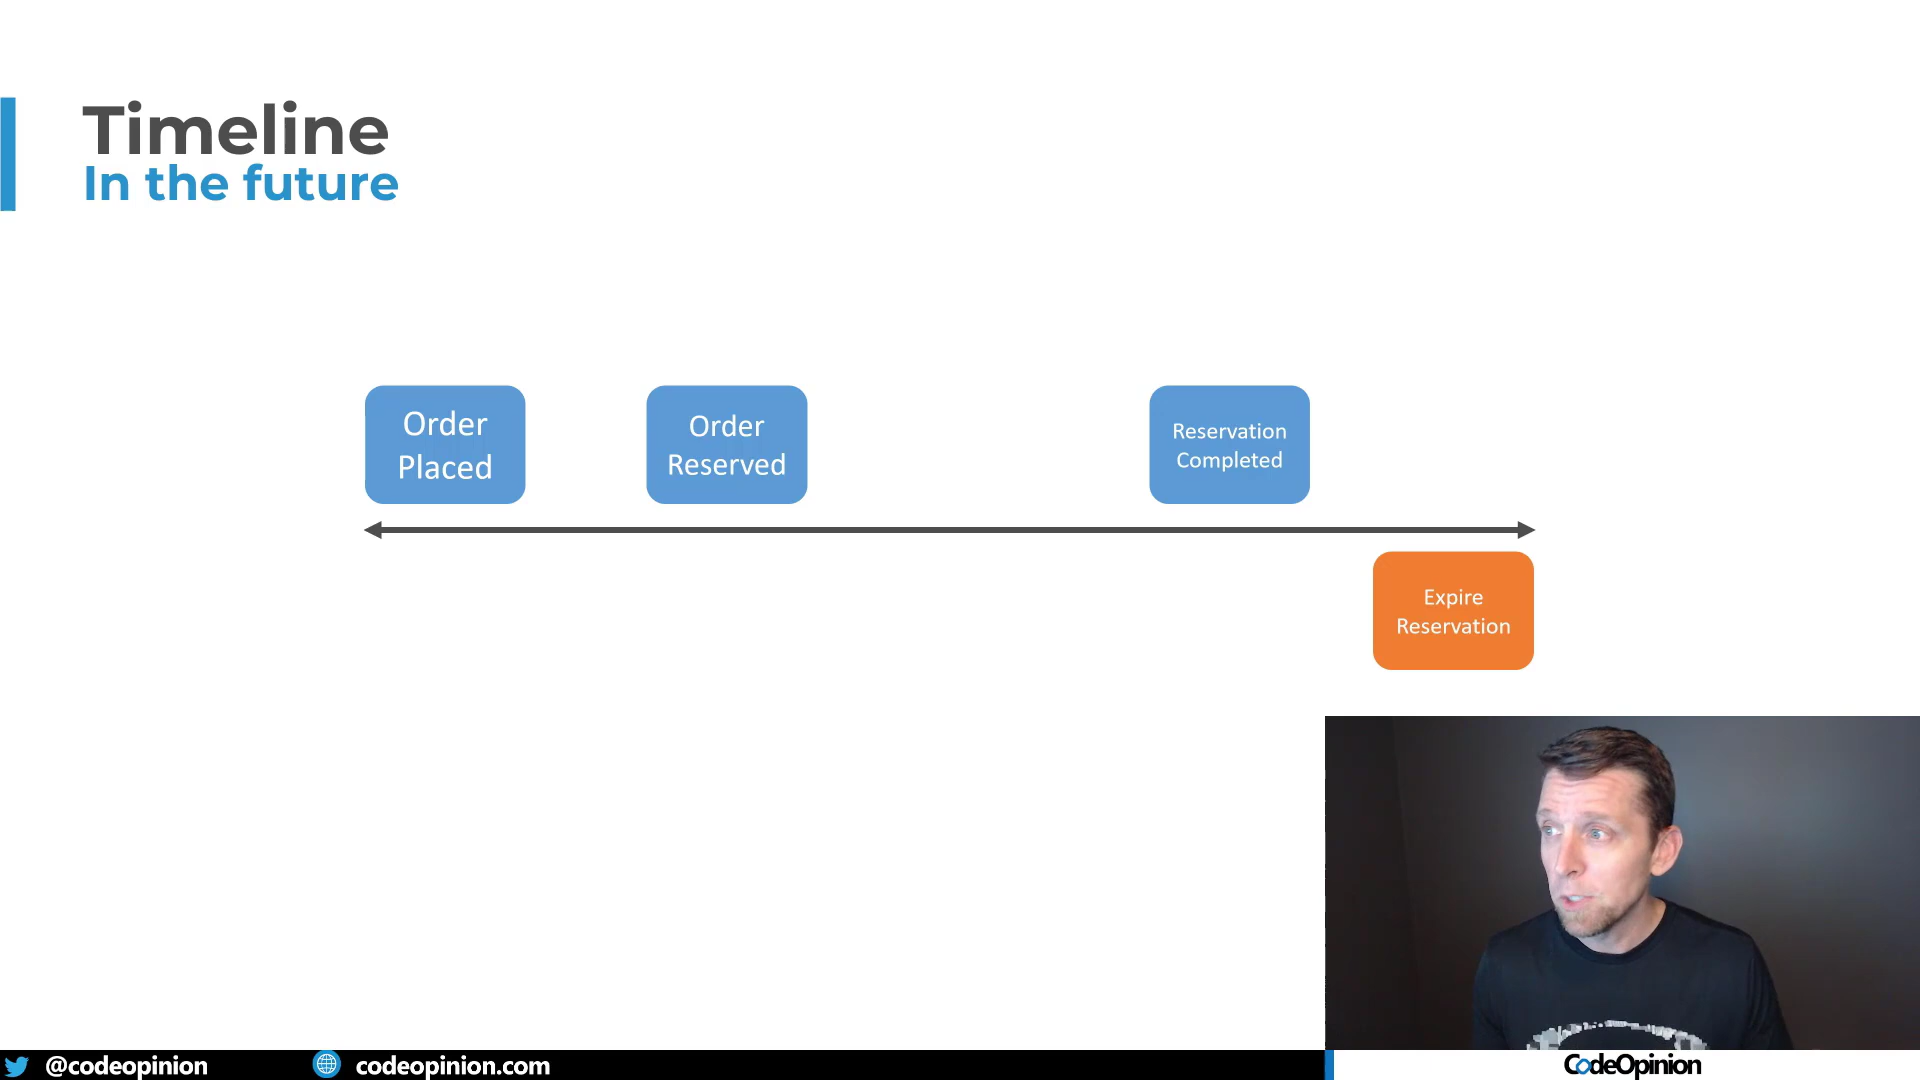 Timeline
In the future
Order
Placed
Order
Reserved
Reservation
Completed
Expire
Reservation
@codeopinion
codeopinion.com
CodeOpinion